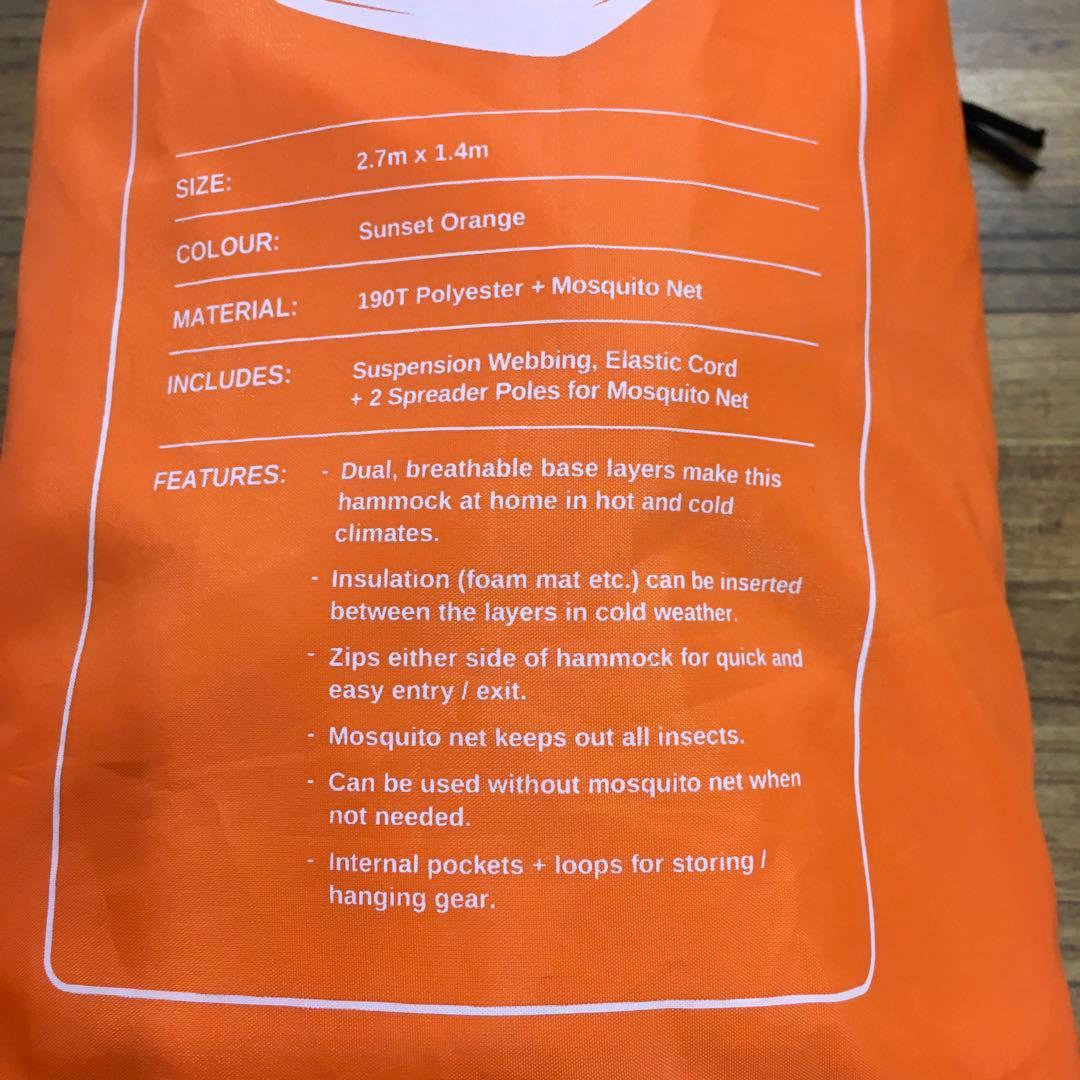 SIZE: 2.7m x 1.4m
COLOUR: Sunset Orange
MATERIAL: 190T Polyester + Mosquito Net
INCLUDES: Suspension Webbing, Elastic Cord
+ 2 Spreader Poles for Mosquito Net
FEATURES: - Dual, breathable base layers make this
hammock at home in hot and cold
climates.
- Insulation (foam mat etc.) can be inserted
between the layers in cold weather.
- Zips either side of hammock for quick and
easy entry / exit.
- Mosquito net keeps out all insects.
- Can be used without mosquito net when
not needed.
- Internal pockets + loops for storing /
hanging gear.